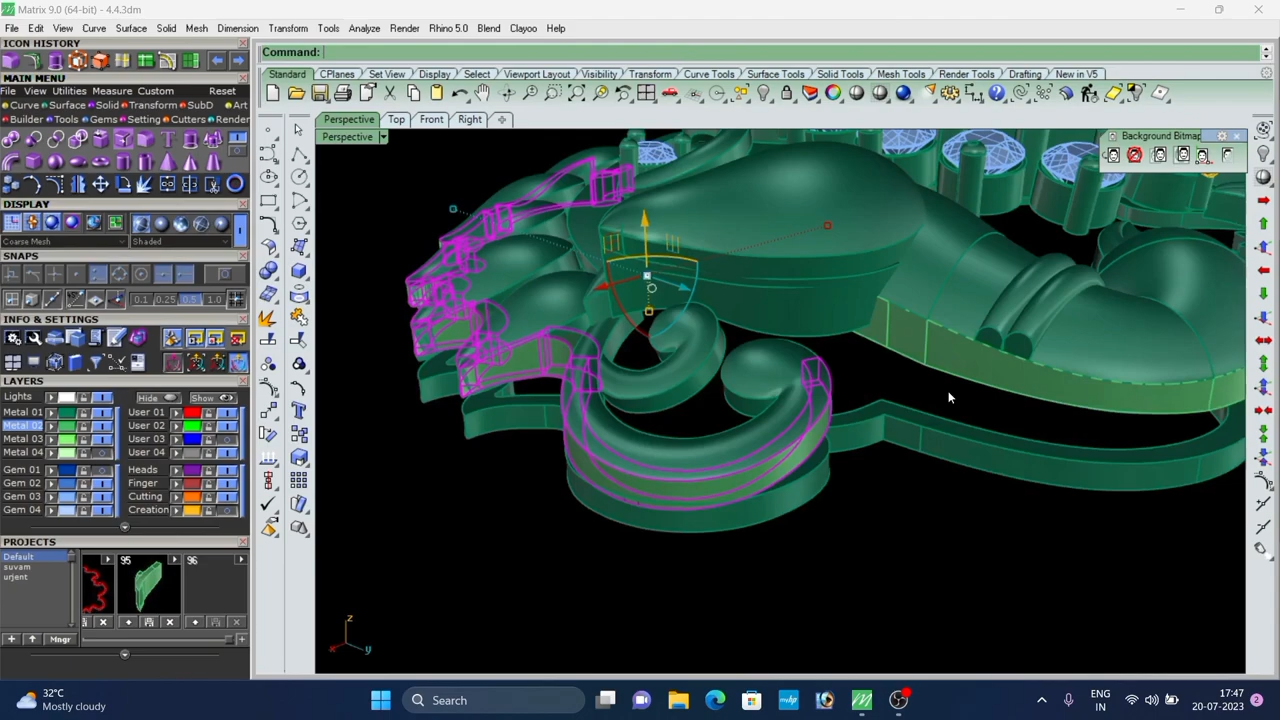 Matrix 9.0 (64-bit) - 4.4.3dm
File Edit View Curve Surface Solid Mesh Dimension Transform Tools Analyze Render Rhino 5.0 Blend Clayoo Help
ICON HISTORY
Command:
MAIN MENU
Standard CPlanes Set View Display Select Viewport Layout Visibility Transform Curve Tools Surface Tools Solid Tools Mesh Tools Render Tools Drafting New in V5
File View Utilities Measure Custom Reset
Curve Surface Solid Transform SubD Art
Builder Tools Gems Setting Cutters Render
Perspective Top Front Right
Perspective
Background Bitmap
DISPLAY
Coarse Mesh Shaded
SNAPS
0.1 0.25 0.5 1.0
INFO & SETTINGS
LAYERS
Lights Hide Show
Metal 01 User 01
Metal 02 User 02
Metal 03 User 03
Metal 04 User 04
Gem 01 Heads
Gem 02 Finger
Gem 03 Cutting
Gem 04 Creation
PROJECTS
Default
suvam
urjent
95 96
Mngr
z
x y
32°C
Mostly cloudy
Search
ENG
IN
17:47
20-07-2023
2